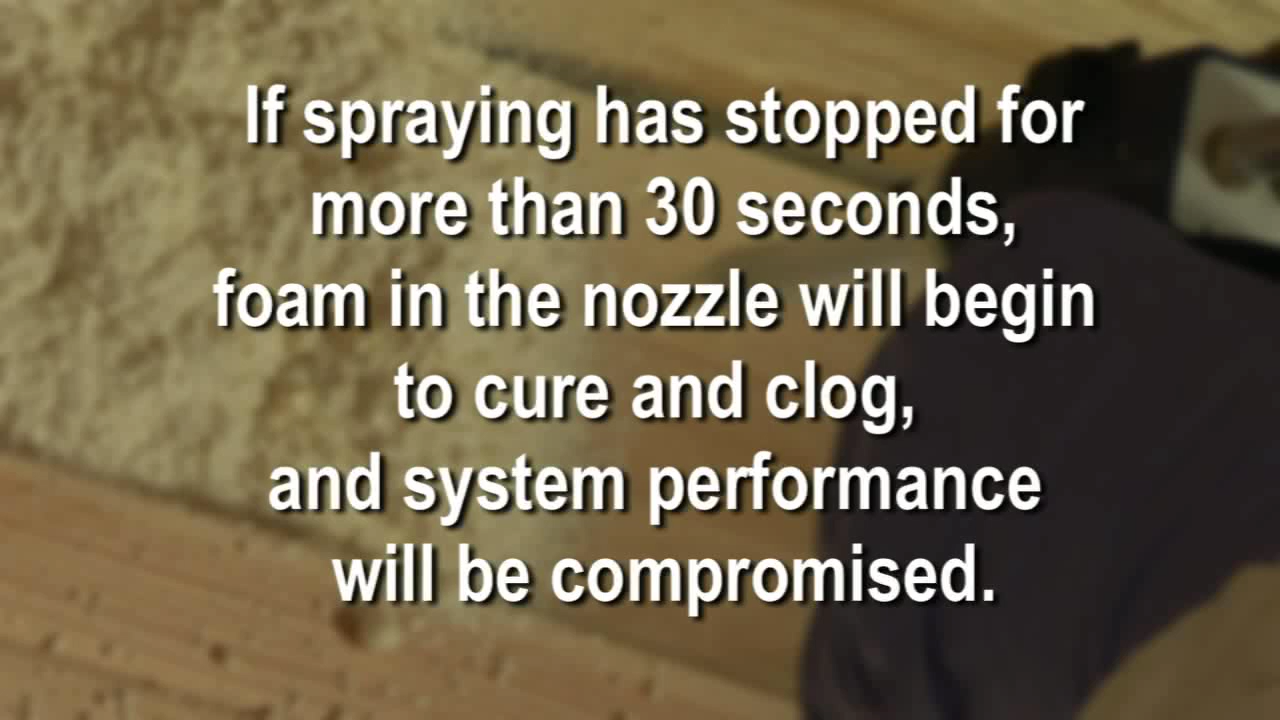 If spraying has stopped for
more than 30 seconds,
foam in the nozzle will begin
to cure and clog,
and system performance
will be compromised.